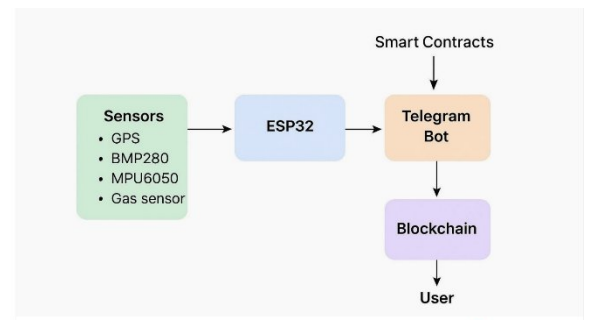 Smart Contracts
Sensors
• GPS
• BMP280
• MPU6050
• Gas sensor
ESP32
Telegram
Bot
Blockchain
User